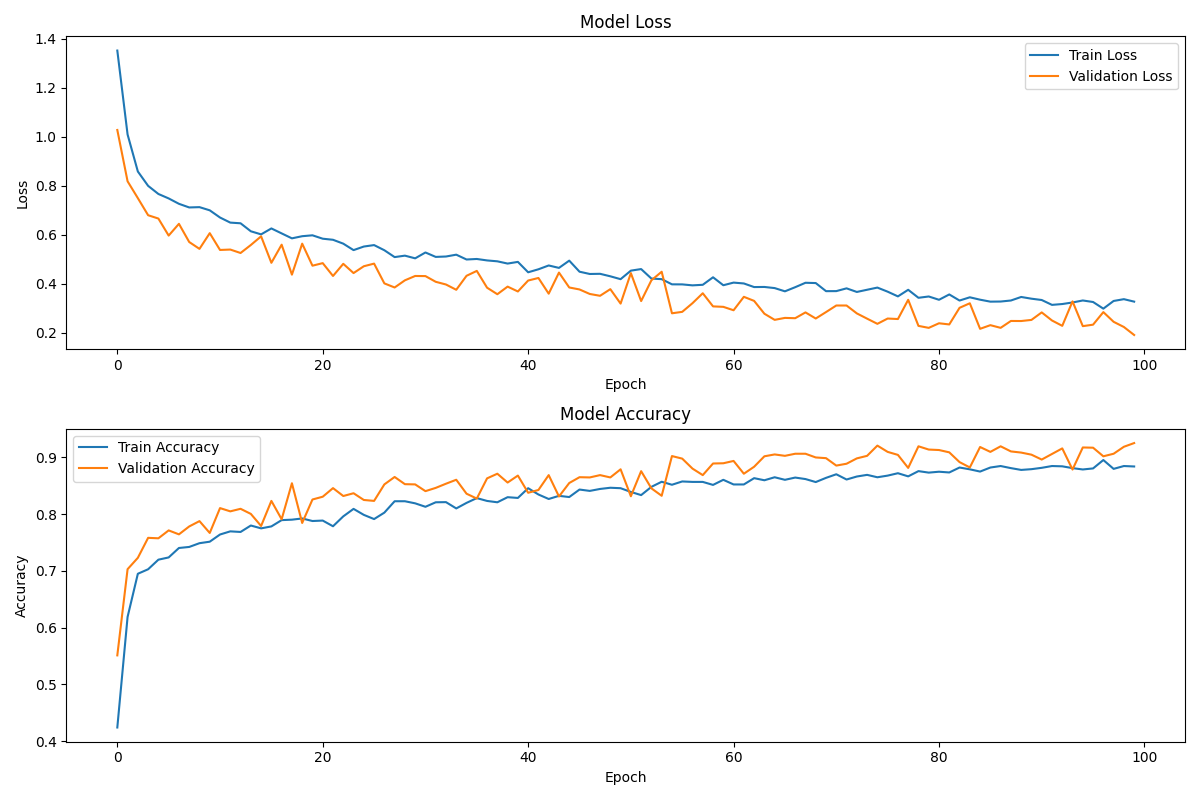 Model Loss
1.4
1.2
1.0
0.8
0.6
0.4
0.2
Loss
Train Loss
Validation Loss
0 20 40 60 80 100
Epoch
Model Accuracy
0.9
0.8
0.7
0.6
0.5
0.4
Accuracy
Train Accuracy
Validation Accuracy
0 20 40 60 80 100
Epoch